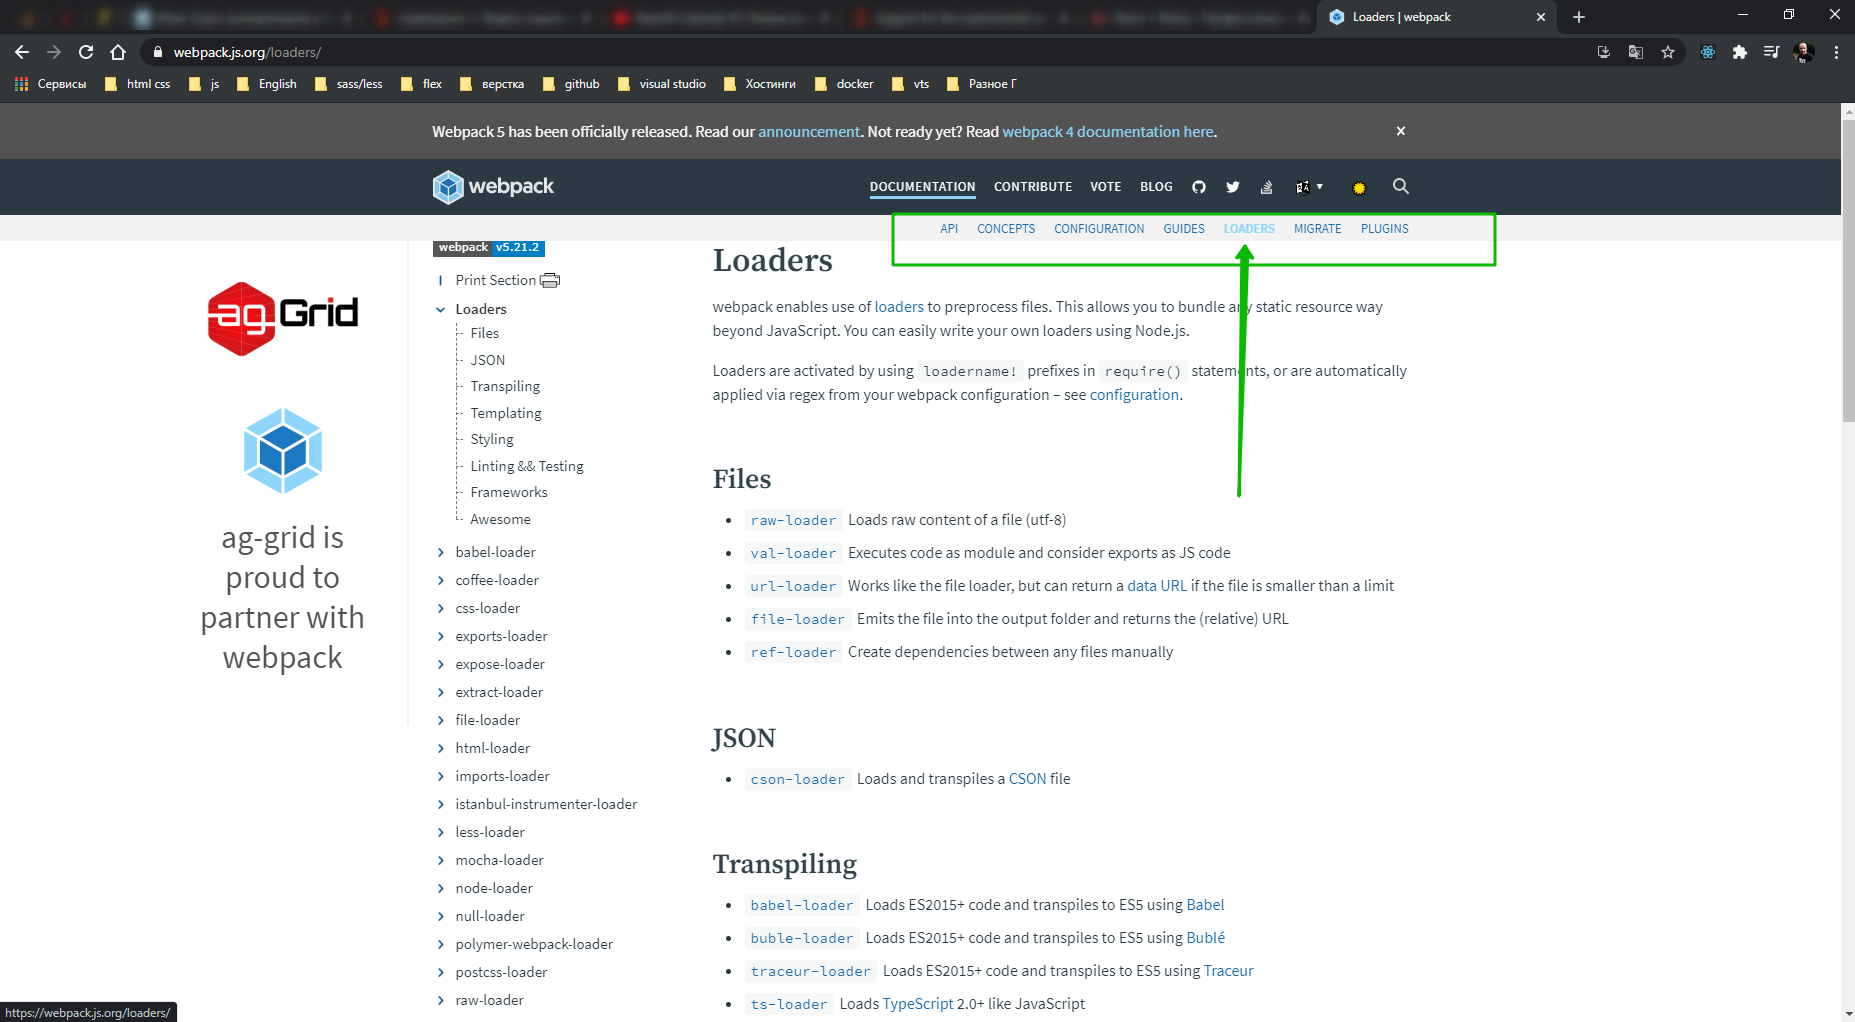 Loaders | webpack
webpack.js.org/loaders/
Сервисы html css js English sass/less flex верстка github visual studio Хостинги docker vts Разное Г
Webpack 5 has been officially released. Read our announcement. Not ready yet? Read webpack 4 documentation here.
webpack DOCUMENTATION CONTRIBUTE VOTE BLOG
API CONCEPTS CONFIGURATION GUIDES LOADERS MIGRATE PLUGINS
ag-Grid
ag-grid is
proud to
partner with
webpack
webpack v5.21.2
Print Section
Loaders
Files
JSON
Transpiling
Templating
Styling
Linting && Testing
Frameworks
Awesome
babel-loader
coffee-loader
css-loader
exports-loader
expose-loader
extract-loader
file-loader
html-loader
imports-loader
istanbul-instrumenter-loader
less-loader
mocha-loader
node-loader
null-loader
polymer-webpack-loader
postcss-loader
raw-loader
Loaders
webpack enables use of loaders to preprocess files. This allows you to bundle any static resource way
beyond JavaScript. You can easily write your own loaders using Node.js.
Loaders are activated by using loadername! prefixes in require() statements, or are automatically
applied via regex from your webpack configuration – see configuration.
Files
• raw-loader Loads raw content of a file (utf-8)
• val-loader Executes code as module and consider exports as JS code
• url-loader Works like the file loader, but can return a data URL if the file is smaller than a limit
• file-loader Emits the file into the output folder and returns the (relative) URL
• ref-loader Create dependencies between any files manually
JSON
• cson-loader Loads and transpiles a CSON file
Transpiling
• babel-loader Loads ES2015+ code and transpiles to ES5 using Babel
• buble-loader Loads ES2015+ code and transpiles to ES5 using Bublé
• traceur-loader Loads ES2015+ code and transpiles to ES5 using Traceur
• ts-loader Loads TypeScript 2.0+ like JavaScript
https://webpack.js.org/loaders/